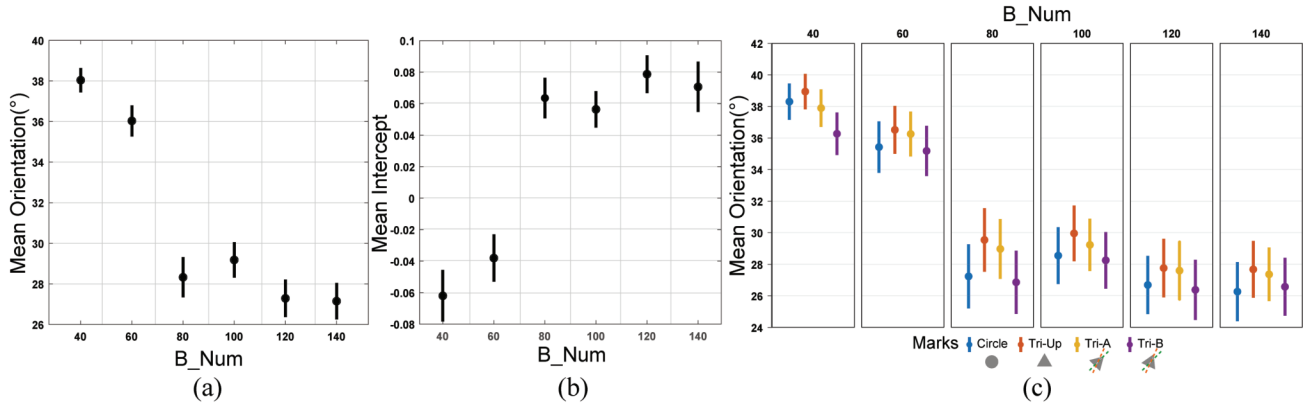 40
38
36
34
32
30
28
26
Mean Orientation(°)
40 60 80 100 120 140
B_Num
(a)
0.1
0.08
0.06
0.04
0.02
0
-0.02
-0.04
-0.06
-0.08
Mean Intercept
40 60 80 100 120 140
B_Num
(b)
B_Num
40 60 80 100 120 140
42
40
38
36
34
32
30
28
26
24
Mean Orientation(°)
Marks Circle Tri-Up Tri-A Tri-B
(c)